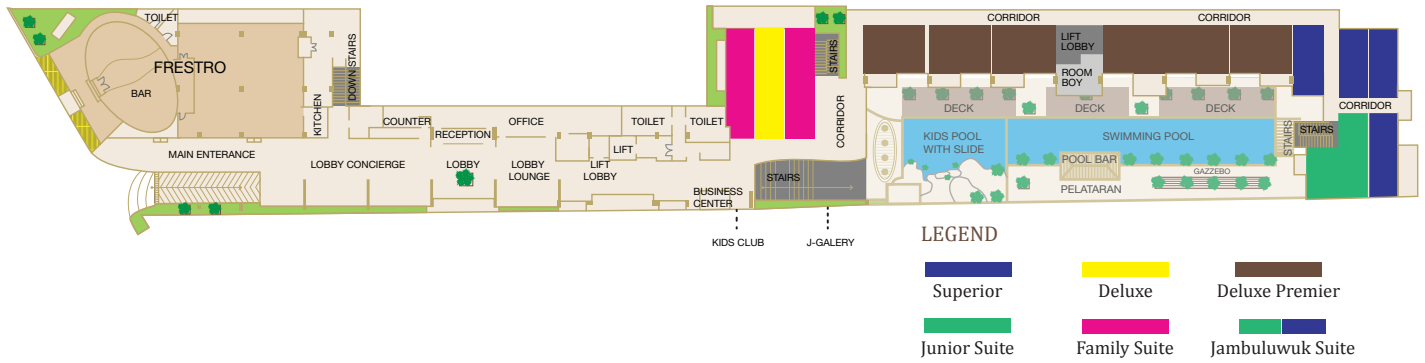 TOILET
FRESTRO
BAR
KITCHEN
DOWN STAIRS
MAIN ENTERANCE
COUNTER
RECEPTION
OFFICE
LOBBY CONCIERGE
LOBBY
LOBBY
LOUNGE
LIFT
LOBBY
LIFT
TOILET
TOILET
BUSINESS
CENTER
KIDS CLUB
J-GALERY
STAIRS
STAIRS
CORRIDOR
CORRIDOR
CORRIDOR
LIFT
LOBBY
ROOM
BOY
DECK
DECK
DECK
KIDS POOL
WITH SLIDE
SWIMMING POOL
POOL BAR
PELATARAN
GAZZEBO
STAIRS
STAIRS
CORRIDOR
LEGEND
Superior
Deluxe
Deluxe Premier
Junior Suite
Family Suite
Jambuluwuk Suite